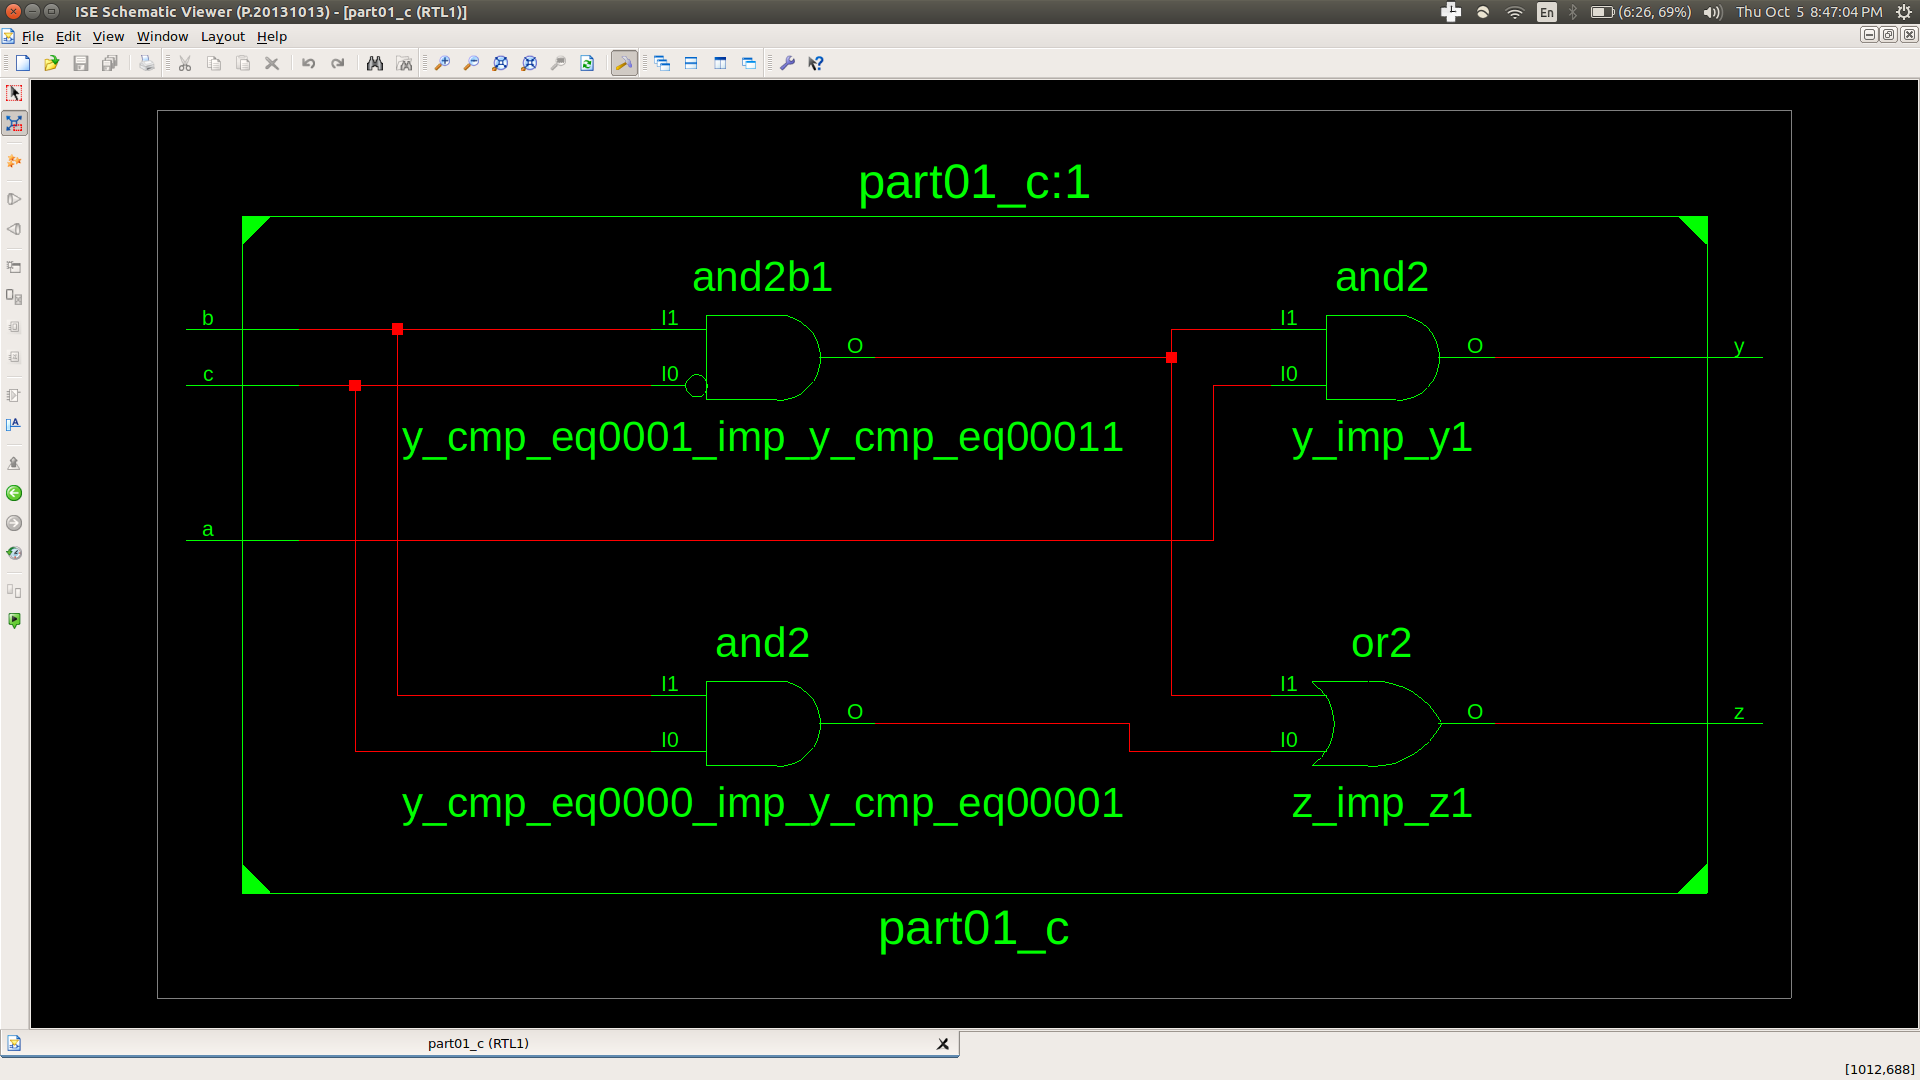 ISE Schematic Viewer (P.20131013) - [part01_c (RTL1)]
En
(6:26, 69%)
Thu Oct 5 8:47:04 PM
File Edit View Window Layout Help
part01_c:1
and2b1
and2
b
I1
I1
O
O
y
c
I0
I0
y_cmp_eq0001_imp_y_cmp_eq00011
y_imp_y1
a
and2
or2
I1
I1
O
O
z
I0
I0
y_cmp_eq0000_imp_y_cmp_eq00001
z_imp_z1
part01_c
part01_c (RTL1)
[1012,688]